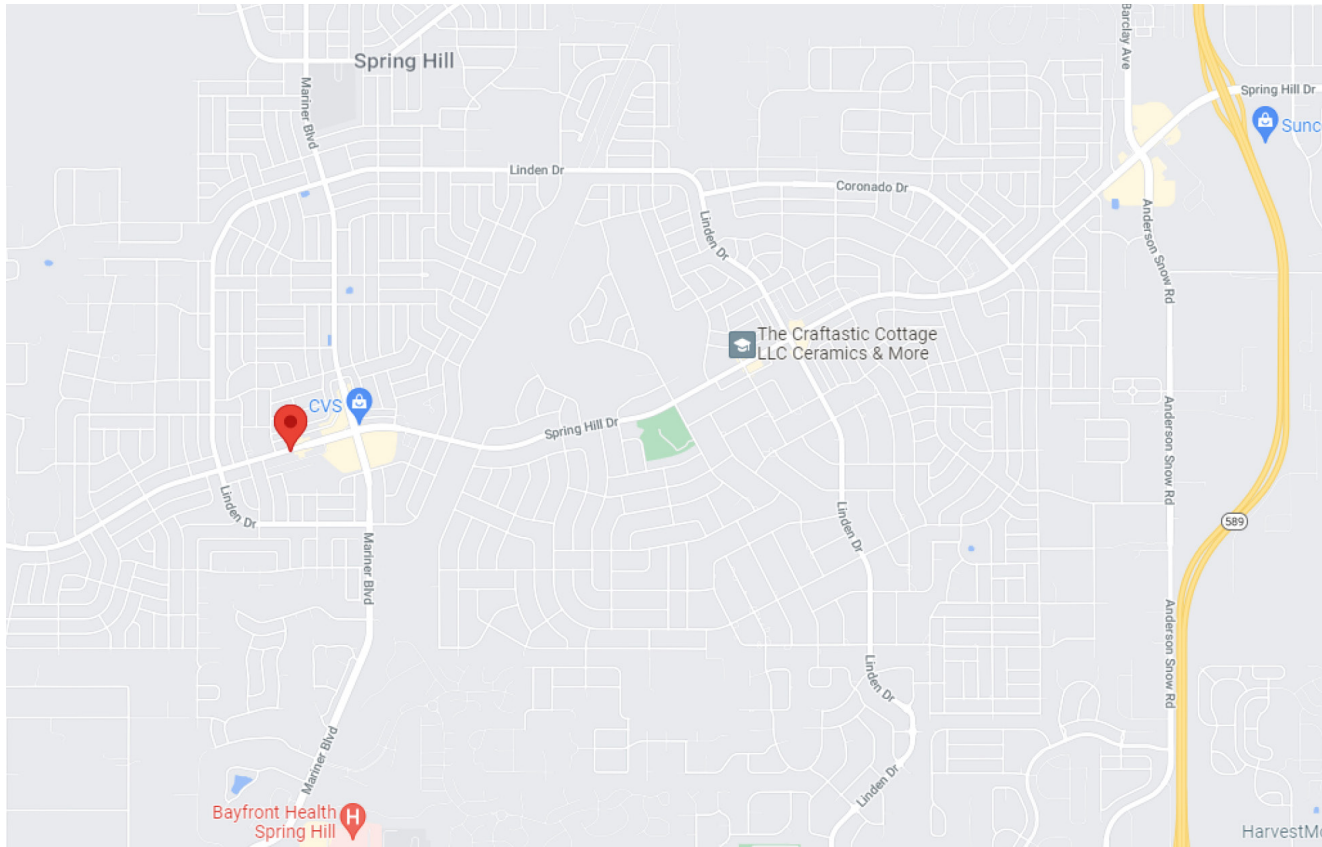 Spring Hill
Barclay Ave
Mariner Blvd
Spring Hill Dr
Sunc
Linden Dr
Coronado Dr
Linden Dr
Anderson Snow Rd
The Craftastic Cottage
LLC Ceramics & More
CVS
Spring Hill Dr
Anderson Snow Rd
Linden Dr
Linden Dr
589
Mariner Blvd
Anderson Snow Rd
Linden Dr
Mariner Blvd
Linden Dr
Bayfront Health
Spring Hill
H
HarvestMo